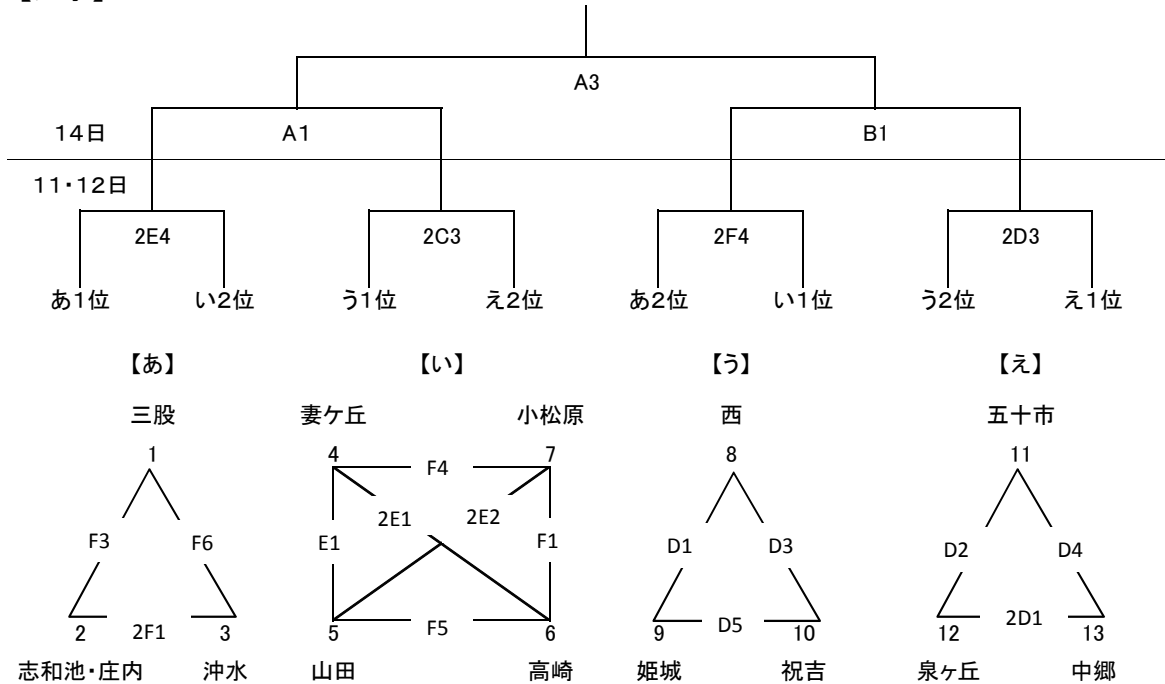 A3
14日 A1 B1
11・12日
2E4 2C3 2F4 2D3
あ1位 い2位 う1位 え2位 あ2位 い1位 う2位 え1位
【あ】 【い】 【う】 【え】
三股 妻ケ丘 小松原 西 五十市
1 4 7 8 11
F4
2E1 2E2
F3 F6 E1 F1 D1 D3 D2 D4
2 2F1 3 5 F5 6 9 D5 10 12 2D1 13
志和池・庄内 沖水 山田 高崎 姫城 祝吉 泉ヶ丘 中郷